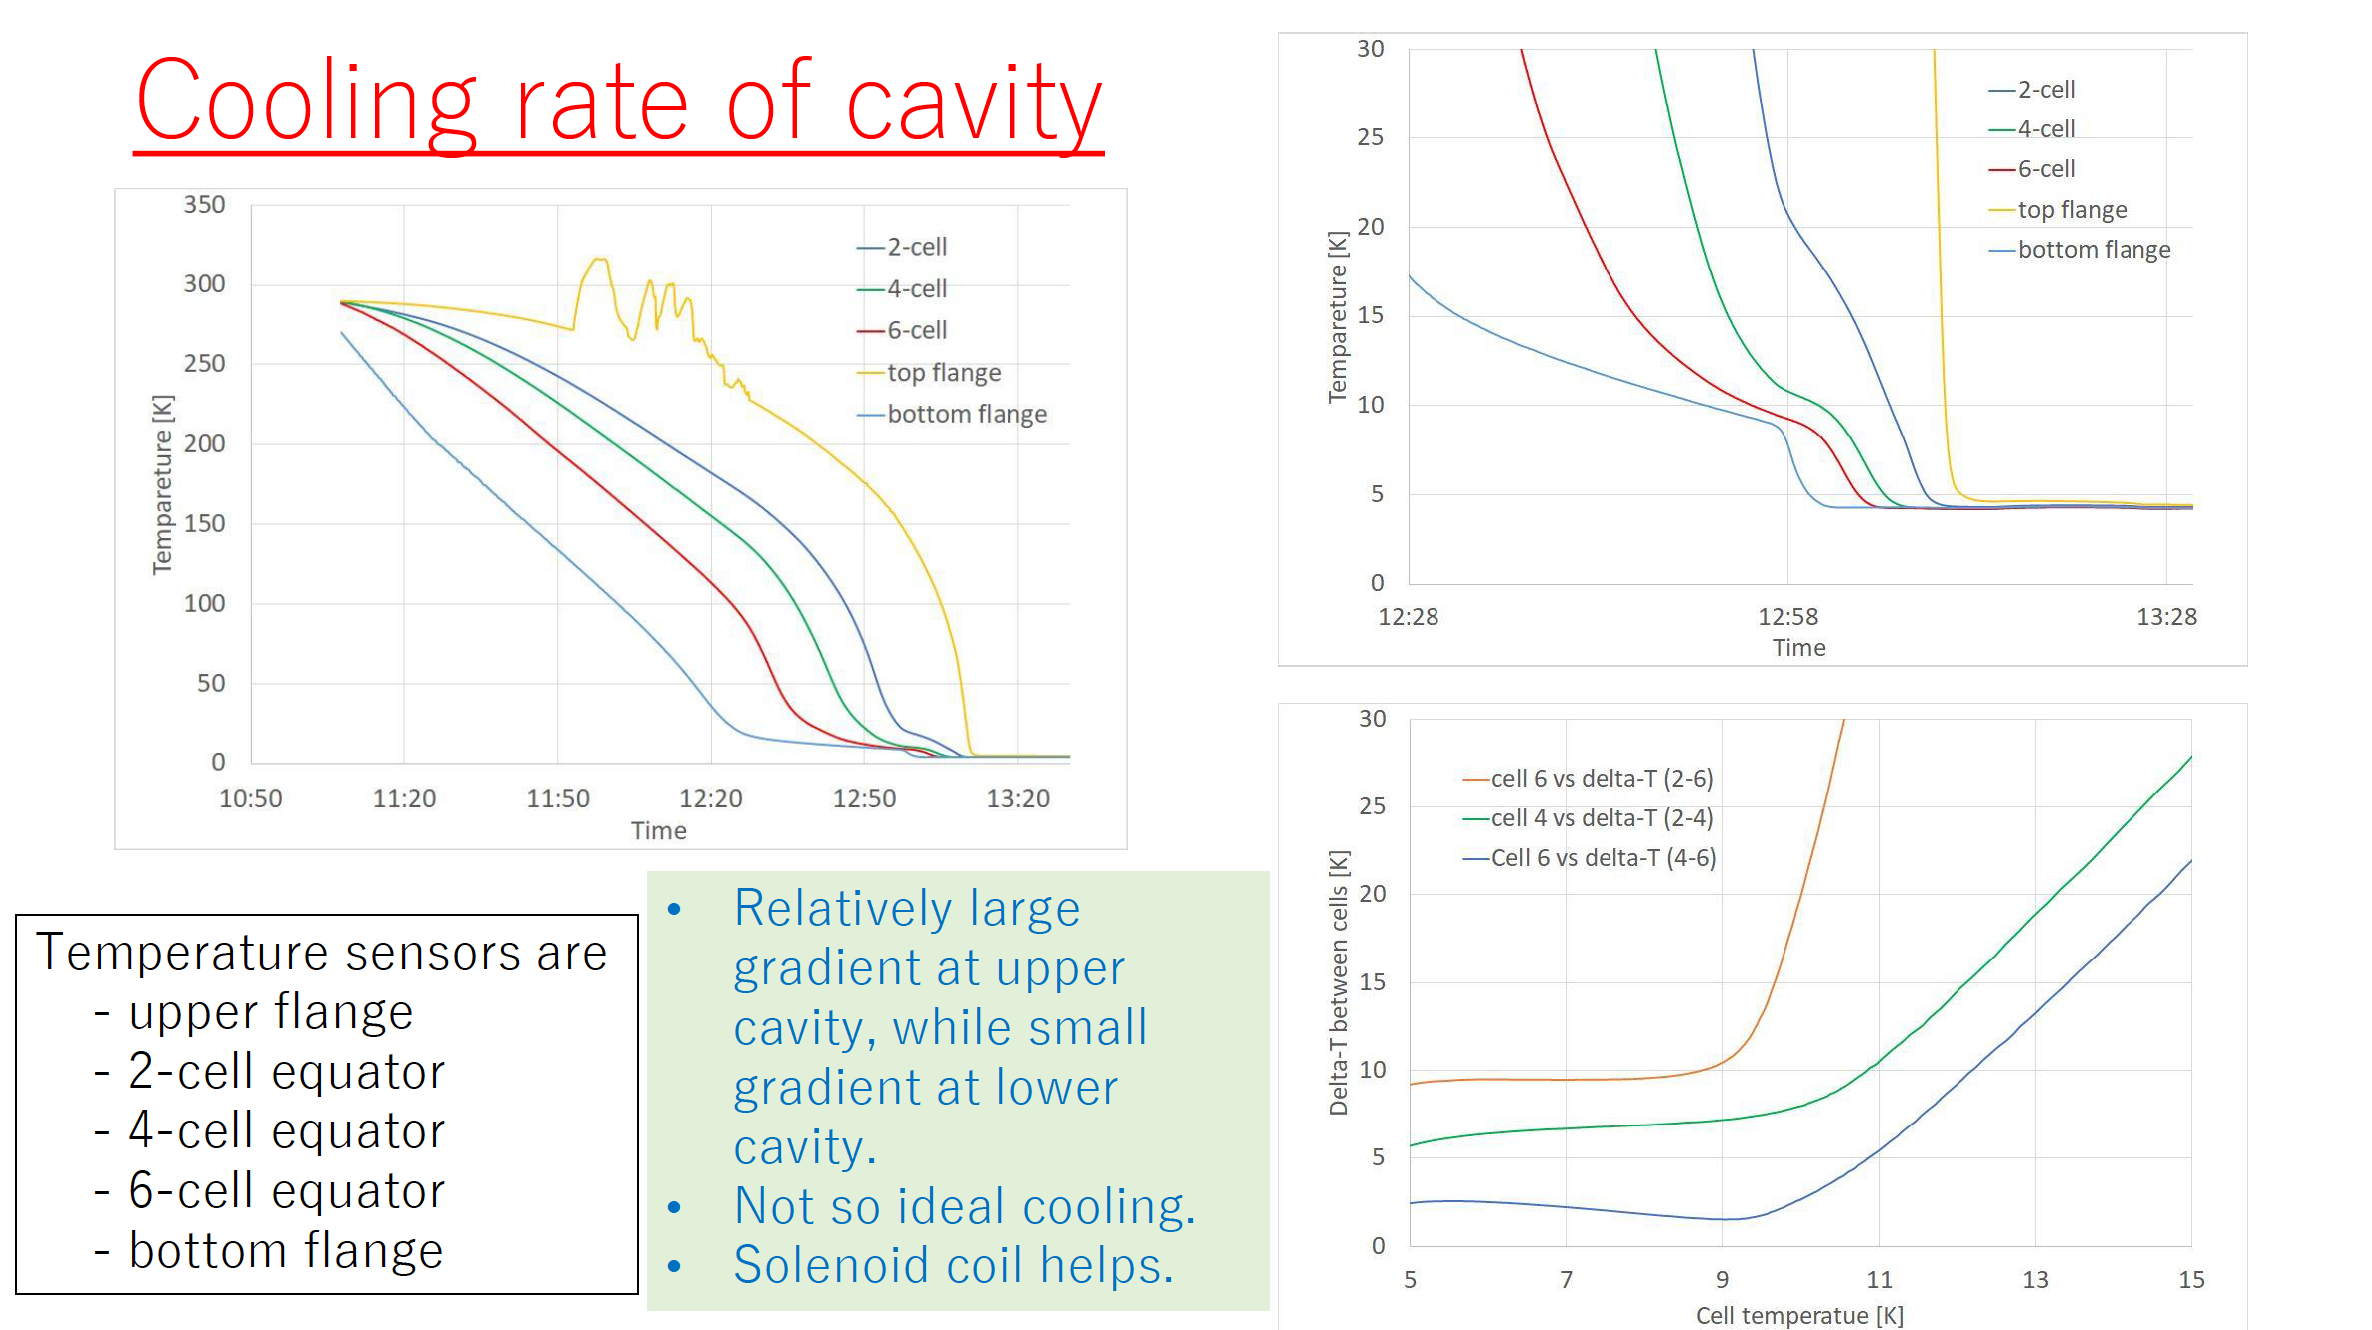 Cooling rate of cavity
350
300
250
200
150
100
50
0
Tempareture [K]
10:50 11:20 11:50 12:20 12:50 13:20
Time
2-cell
4-cell
6-cell
top flange
bottom flange
30
25
20
15
10
5
0
Tempareture [K]
12:28 12:58 13:28
Time
2-cell
4-cell
6-cell
top flange
bottom flange
Temperature sensors are
- upper flange
- 2-cell equator
- 4-cell equator
- 6-cell equator
- bottom flange
• Relatively large
gradient at upper
cavity, while small
gradient at lower
cavity.
• Not so ideal cooling.
• Solenoid coil helps.
30
25
20
15
10
5
0
Delta-T between cells [K]
cell 6 vs delta-T (2-6)
cell 4 vs delta-T (2-4)
Cell 6 vs delta-T (4-6)
5 7 9 11 13 15
Cell temperatue [K]